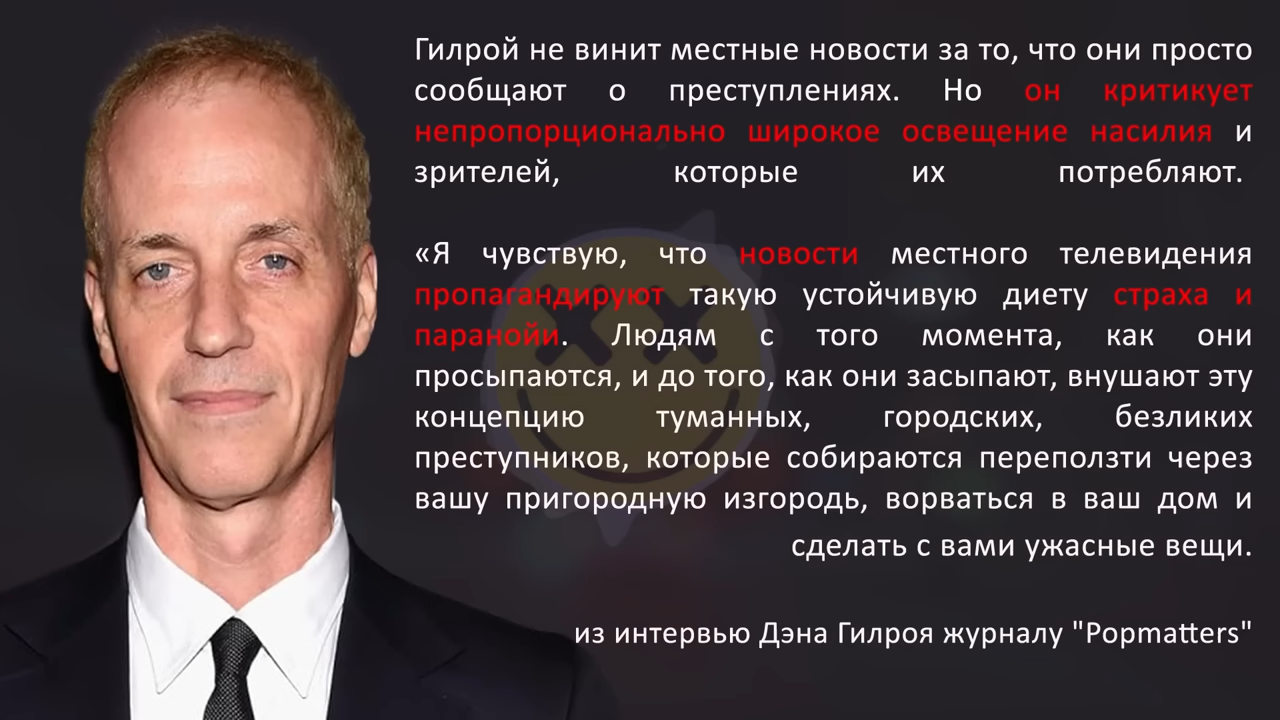 Гилрой не винит местные новости за то, что они просто
сообщают о преступлениях. Но он критикует
непропорционально широкое освещение насилия и
зрителей, которые их потребляют.
«Я чувствую, что новости местного телевидения
пропагандируют такую устойчивую диету страха и
паранойи. Людям с того момента, как они
просыпаются, и до того, как они засыпают, внушают эту
концепцию туманных, городских, безликих
преступников, которые собираются переползти через
вашу пригородную изгородь, ворваться в ваш дом и
сделать с вами ужасные вещи.
из интервью Дэна Гилроя журналу "Popmatters"